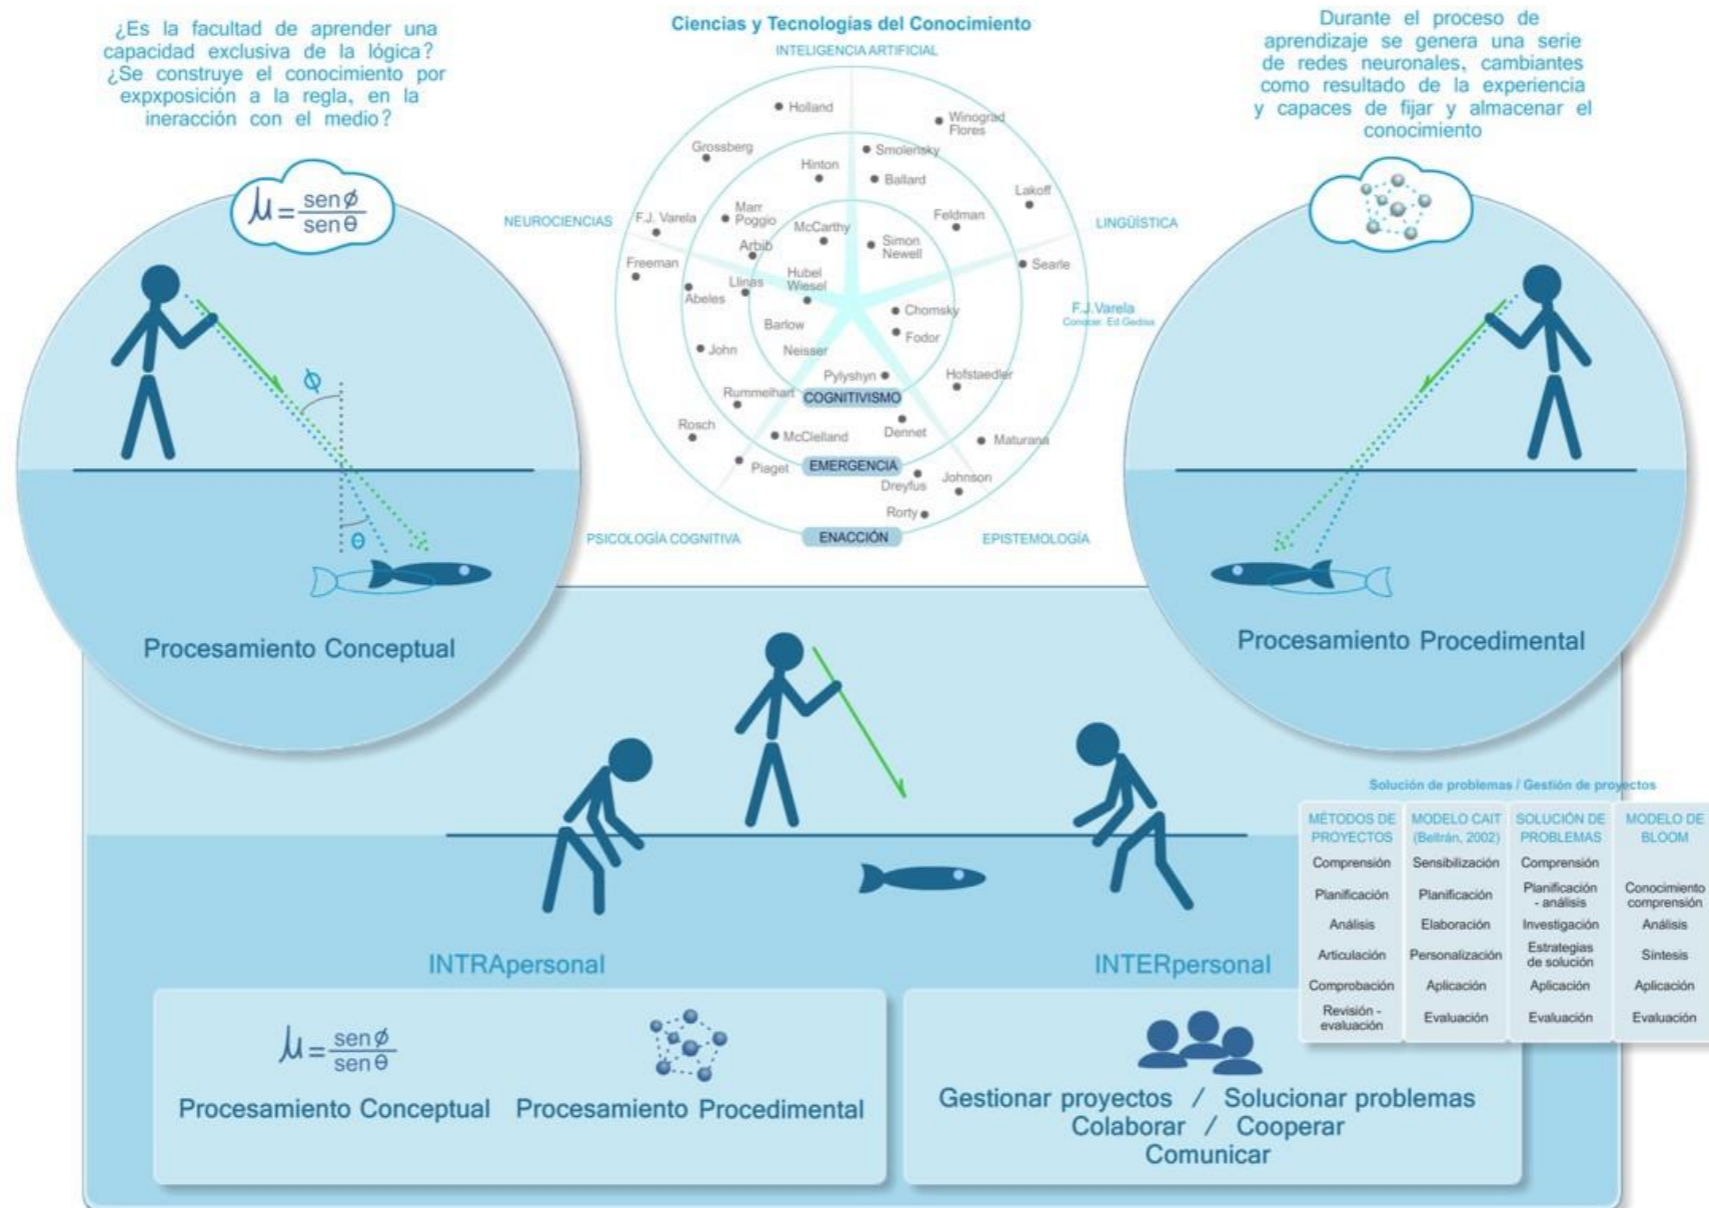 ¿Es la facultad de aprender una
capacidad exclusiva de la lógica?
¿Se construye el conocimiento por
expxposición a la regla, en la
ineracción con el medio?
μ = sen ϕ
sen θ
ϕ
θ
Procesamiento Conceptual
Ciencias y Tecnologías del Conocimiento
INTELIGENCIA ARTIFICIAL
Holland
Winograd
Flores
Grossberg
Smolensky
Hinton
Ballard
Lakoff
NEUROCIENCIAS
F.J. Varela
Marr
Poggio
McCarthy
Feldman
LINGÜÍSTICA
Arbib
Simon
Newell
Freeman
Searle
Llinas
Hubel
Wiesel
Abeles
Chomsky
F.J.Varela
Conocer. Ed.Gedisa
Barlow
Fodor
John
Neisser
Pylyshyn
Hofstaedler
Rummelhart
COGNITIVISMO
Rosch
McClelland
Dennet
Maturana
Piaget
EMERGENCIA
Dreyfus
Johnson
Rorty
PSICOLOGÍA COGNITIVA
ENACCIÓN
EPISTEMOLOGÍA
Durante el proceso de
aprendizaje se genera una serie
de redes neuronales, cambiantes
como resultado de la experiencia
y capaces de fijar y almacenar el
conocimiento
Procesamiento Procedimental
Solución de problemas / Gestión de proyectos
MÉTODOS DE
PROYECTOS
Comprensión
Planificación
Análisis
Articulación
Comprobación
Revisión -
evaluación
MODELO CAIT
(Beltrán, 2002)
Sensibilización
Planificación
Elaboración
Personalización
Aplicación
Evaluación
SOLUCIÓN DE
PROBLEMAS
Comprensión
Planificación
- análisis
Investigación
Estrategias
de solución
Aplicación
Evaluación
MODELO DE
BLOOM
Conocimiento
comprensión
Análisis
Síntesis
Aplicación
Evaluación
INTRApersonal
μ = sen ϕ
sen θ
Procesamiento Conceptual
Procesamiento Procedimental
INTERpersonal
Gestionar proyectos / Solucionar problemas
Colaborar / Cooperar
Comunicar